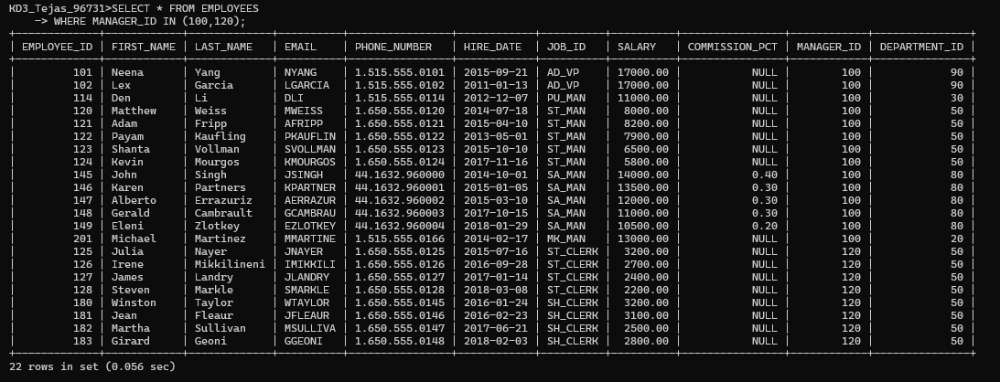 KD3_Tejas_96731>SELECT * FROM EMPLOYEES
    -> WHERE MANAGER_ID IN (100,120);
+-------------+------------+-------------+----------+----------------+------------+----------+----------+----------------+------------+---------------+
| EMPLOYEE_ID | FIRST_NAME | LAST_NAME   | EMAIL    | PHONE_NUMBER   | HIRE_DATE  | JOB_ID   | SALARY   | COMMISSION_PCT | MANAGER_ID | DEPARTMENT_ID |
+-------------+------------+-------------+----------+----------------+------------+----------+----------+----------------+------------+---------------+
|         101 | Neena      | Yang        | NYANG    | 1.515.555.0101 | 2015-09-21 | AD_VP    | 17000.00 |           NULL |        100 |            90 |
|         102 | Lex        | Garcia      | LGARCIA  | 1.515.555.0102 | 2011-01-13 | AD_VP    | 17000.00 |           NULL |        100 |            90 |
|         114 | Den        | Li          | DLI      | 1.515.555.0114 | 2012-12-07 | PU_MAN   | 11000.00 |           NULL |        100 |            30 |
|         120 | Matthew    | Weiss       | MWEISS   | 1.650.555.0120 | 2014-07-18 | ST_MAN   |  8000.00 |           NULL |        100 |            50 |
|         121 | Adam       | Fripp       | AFRIPP   | 1.650.555.0121 | 2015-04-10 | ST_MAN   |  8200.00 |           NULL |        100 |            50 |
|         122 | Payam      | Kaufling    | PKAUFLIN | 1.650.555.0122 | 2013-05-01 | ST_MAN   |  7900.00 |           NULL |        100 |            50 |
|         123 | Shanta     | Vollman     | SVOLLMAN | 1.650.555.0123 | 2015-10-10 | ST_MAN   |  6500.00 |           NULL |        100 |            50 |
|         124 | Kevin      | Mourgos     | KMOURGOS | 1.650.555.0124 | 2017-11-16 | ST_MAN   |  5800.00 |           NULL |        100 |            50 |
|         145 | John       | Singh       | JSINGH   | 44.1632.960000 | 2014-10-01 | SA_MAN   | 14000.00 |           0.40 |        100 |            80 |
|         146 | Karen      | Partners    | KPARTNER | 44.1632.960001 | 2015-01-05 | SA_MAN   | 13500.00 |           0.30 |        100 |            80 |
|         147 | Alberto    | Errazuriz   | AERRAZUR | 44.1632.960002 | 2015-03-10 | SA_MAN   | 12000.00 |           0.30 |        100 |            80 |
|         148 | Gerald     | Cambrault   | GCAMBRAU | 44.1632.960003 | 2017-10-15 | SA_MAN   | 11000.00 |           0.30 |        100 |            80 |
|         149 | Eleni      | Zlotkey     | EZLOTKEY | 44.1632.960004 | 2018-01-29 | SA_MAN   | 10500.00 |           0.20 |        100 |            80 |
|         201 | Michael    | Martinez    | MMARTINE | 1.515.555.0166 | 2014-02-17 | MK_MAN   | 13000.00 |           NULL |        100 |            20 |
|         125 | Julia      | Nayer       | JNAYER   | 1.650.555.0125 | 2015-07-16 | ST_CLERK |  3200.00 |           NULL |        120 |            50 |
|         126 | Irene      | Mikkilineni | IMIKKILI | 1.650.555.0126 | 2016-09-28 | ST_CLERK |  2700.00 |           NULL |        120 |            50 |
|         127 | James      | Landry      | JLANDRY  | 1.650.555.0127 | 2017-01-14 | ST_CLERK |  2400.00 |           NULL |        120 |            50 |
|         128 | Steven     | Markle      | SMARKLE  | 1.650.555.0128 | 2018-03-08 | ST_CLERK |  2200.00 |           NULL |        120 |            50 |
|         180 | Winston    | Taylor      | WTAYLOR  | 1.650.555.0145 | 2016-01-24 | SH_CLERK |  3200.00 |           NULL |        120 |            50 |
|         181 | Jean       | Fleaur      | JFLEAUR  | 1.650.555.0146 | 2016-02-23 | SH_CLERK |  3100.00 |           NULL |        120 |            50 |
|         182 | Martha     | Sullivan    | MSULLIVA | 1.650.555.0147 | 2017-06-21 | SH_CLERK |  2500.00 |           NULL |        120 |            50 |
|         183 | Girard     | Geoni       | GGEONI   | 1.650.555.0148 | 2018-02-03 | SH_CLERK |  2800.00 |           NULL |        120 |            50 |
+-------------+------------+-------------+----------+----------------+------------+----------+----------+----------------+------------+---------------+
22 rows in set (0.056 sec)